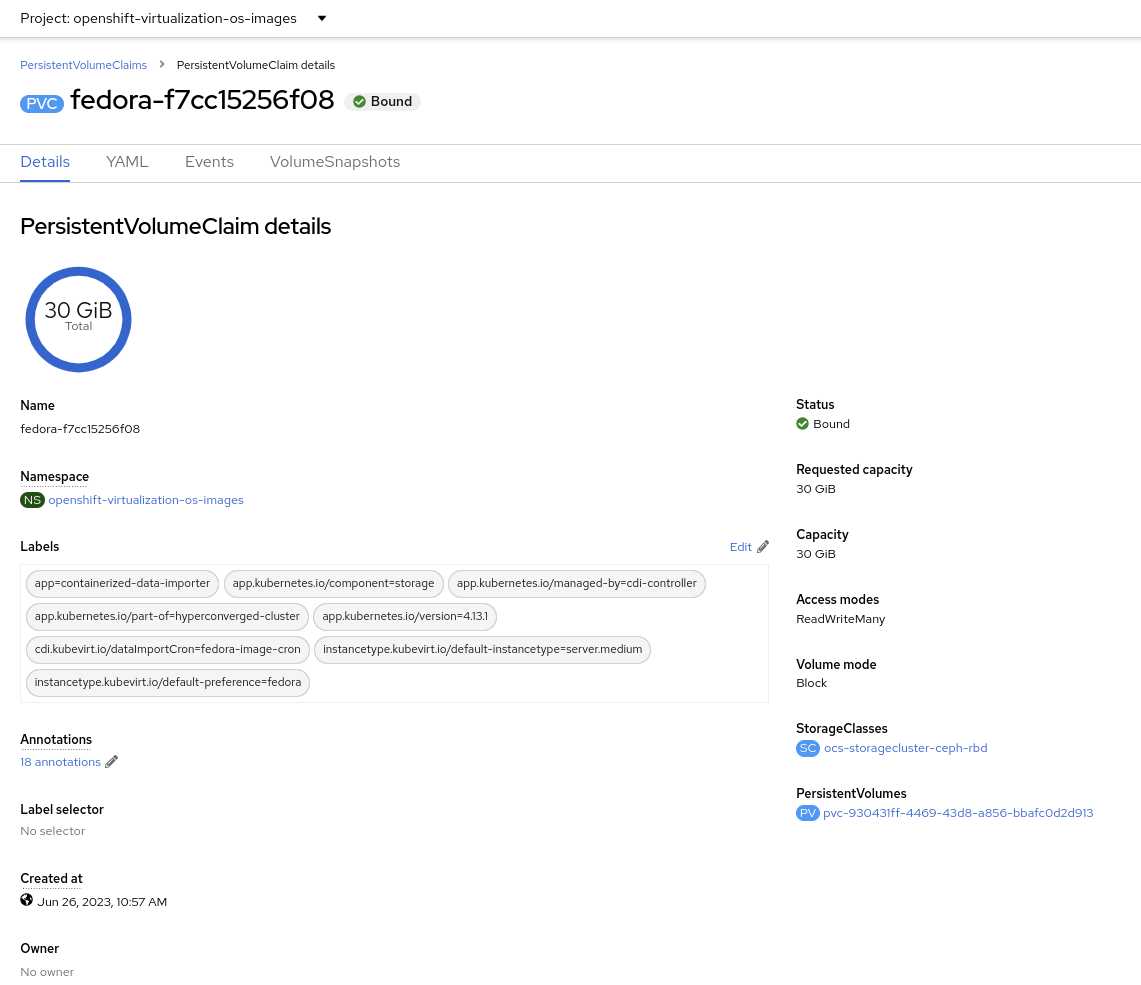 Project: openshift-virtualization-os-images
PersistentVolumeClaims > PersistentVolumeClaim details
PVC fedora-f7cc15256f08 Bound
Details YAML Events VolumeSnapshots
PersistentVolumeClaim details
30 GiB
Total
Name
fedora-f7cc15256f08
Namespace
NS openshift-virtualization-os-images
Labels Edit
app=containerized-data-importer app.kubernetes.io/component=storage app.kubernetes.io/managed-by=cdi-controller
app.kubernetes.io/part-of=hyperconverged-cluster app.kubernetes.io/version=4.13.1
cdi.kubevirt.io/dataImportCron=fedora-image-cron instancetype.kubevirt.io/default-instancetype=server.medium
instancetype.kubevirt.io/default-preference=fedora
Annotations
18 annotations
Label selector
No selector
Created at
Jun 26, 2023, 10:57 AM
Owner
No owner
Status
Bound
Requested capacity
30 GiB
Capacity
30 GiB
Access modes
ReadWriteMany
Volume mode
Block
StorageClasses
SC ocs-storagecluster-ceph-rbd
PersistentVolumes
PV pvc-930431ff-4469-43d8-a856-bbafc0d2d913